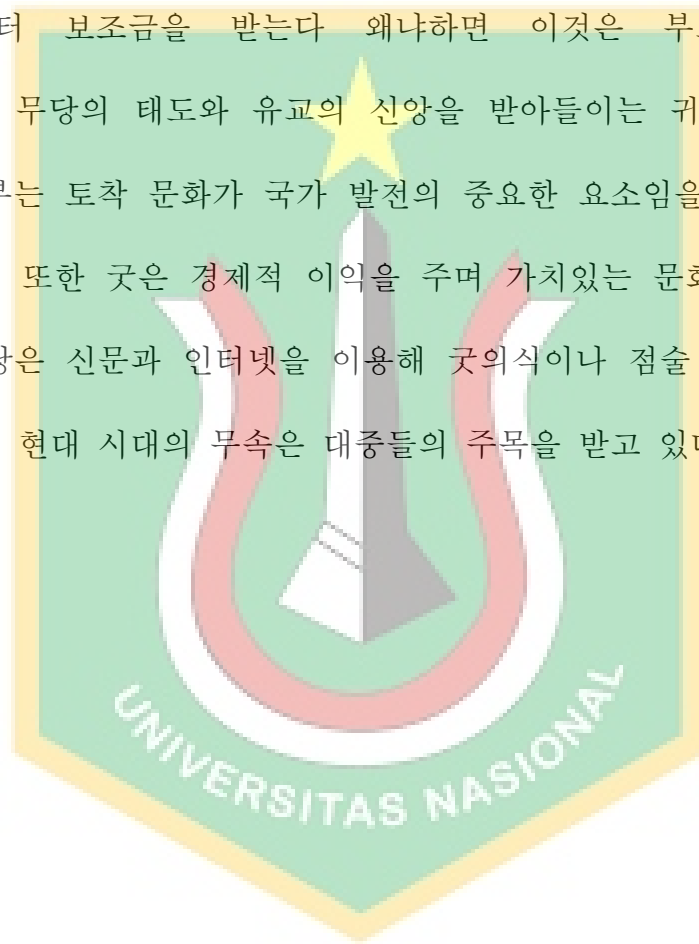 터 보조금을 받는다 왜냐하면 이것은
무당의 태도와 유교의 신앙을 받아들이는
는 토착 문화가 국가 발전의 중요한 요소임을
또한 굿은 경제적 이익을 주며 가치있는
은 신문과 인터넷을 이용해 굿의식이나 점술
현대 시대의 무속은 대중들의 주목을 받고
UNIVERSITAS NASIONAL